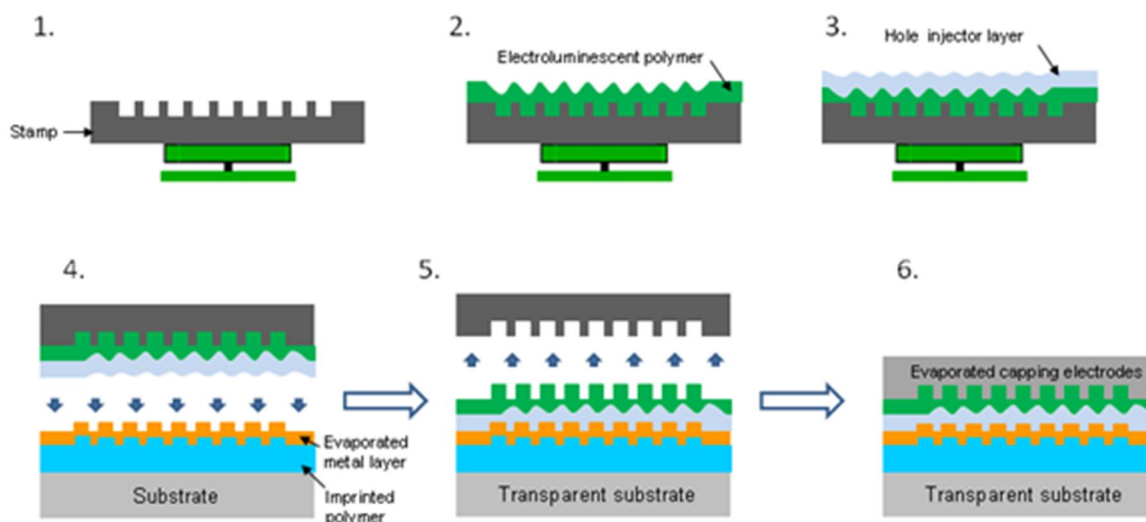 1.
Stamp
2.
Electroluminescent polymer
3.
Hole injector layer
4.
Evaporated
metal layer
Imprinted
polymer
Substrate
5.
Transparent substrate
6.
Evaporated capping electrodes
Transparent substrate